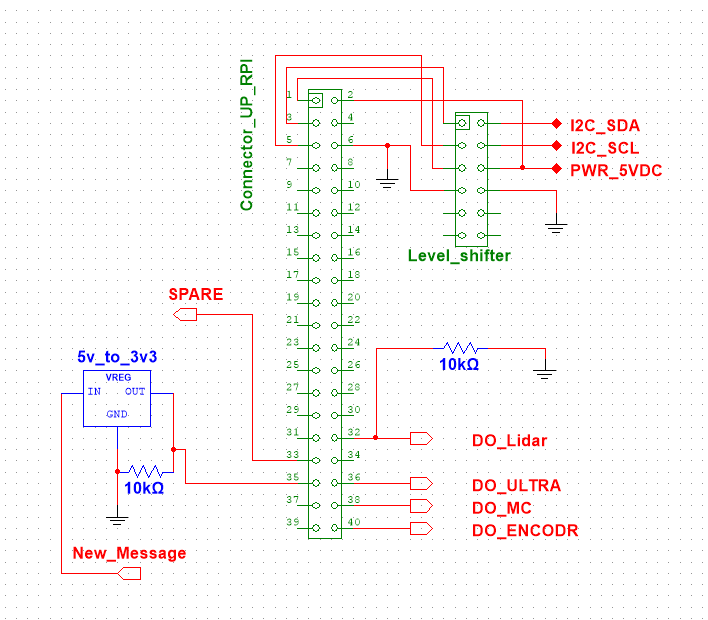 Connector_UP_RPI
1 2
3 4
5 6
7 8
9 10
11 12
13 14
15 16
17 18
19 20
21 22
23 24
25 26
27 28
29 30
31 32
33 34
35 36
37 38
39 40
I2C_SDA
I2C_SCL
PWR_5VDC
Level_shifter
SPARE
5v_to_3v3
VREG
IN OUT
GND
10kΩ
10kΩ
DO_Lidar
DO_ULTRA
DO_MC
DO_ENCODR
New_Message